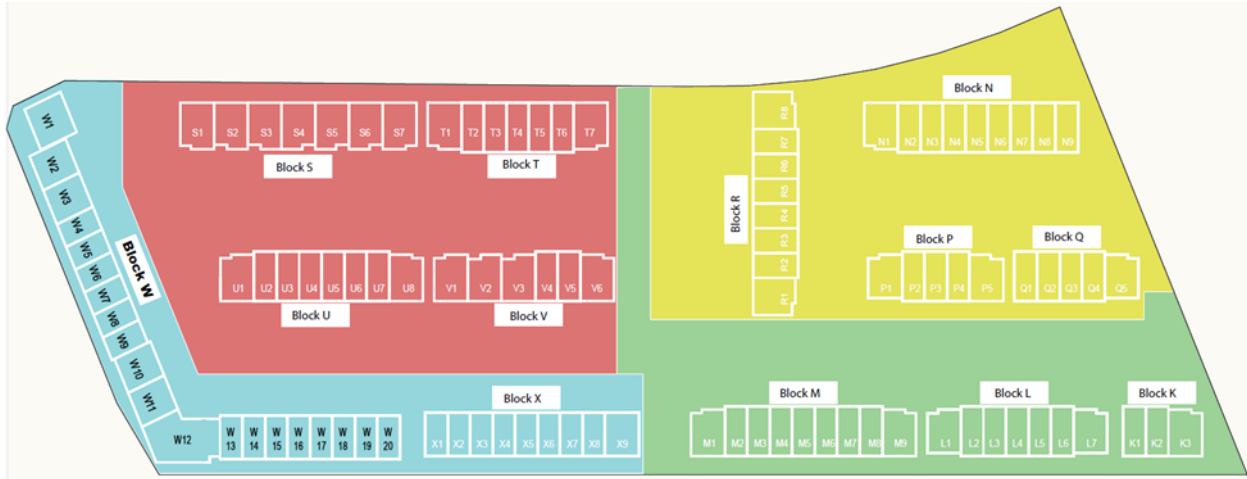 Block N
W1
S1 S2 S3 S4 S5 S6 S7
T1 T2 T3 T4 T5 T6 T7
R8
R7
R6
R5
R4
R3
R2
R1
N1 N2 N3 N4 N5 N6 N7 N8 N9
Block S
Block T
W2
W3
W4
W5
W6
W7
W8
W9
W10
W11
W12
Block W
Block R
Block P
Block Q
U1 U2 U3 U4 U5 U6 U7 U8
V1 V2 V3 V4 V5 V6
P1 P2 P3 P4 P5
Q1 Q2 Q3 Q4 Q5
Block U
Block V
Block X
Block M
Block L
Block K
W W W W W W W W
13 14 15 16 17 18 19 20
X1 X2 X3 X4 X5 X6 X7 X8 X9
M1 M2 M3 M4 M5 M6 M7 M8 M9
L1 L2 L3 L4 L5 L6 L7
K1 K2 K3